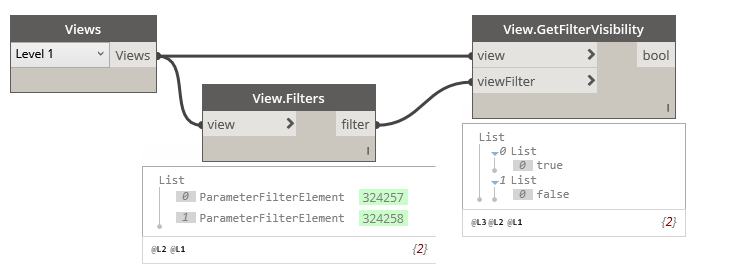 Views
Level 1
Views
View.Filters
view > filter
I
List
0 ParameterFilterElement 324257
1 ParameterFilterElement 324258
@L2 @L1 {2}
View.GetFilterVisibility
view > bool
viewFilter >
I
List
0 List
0 true
1 List
0 false
@L3 @L2 @L1 {2}